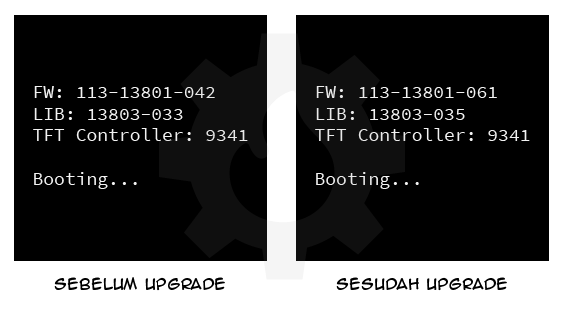 FW: 113-13801-042
LIB: 13803-033
TFT Controller: 9341
Booting...
SEBELUM UPGRADE
FW: 113-13801-061
LIB: 13803-035
TFT Controller: 9341
Booting...
SESUDAH UPGRADE